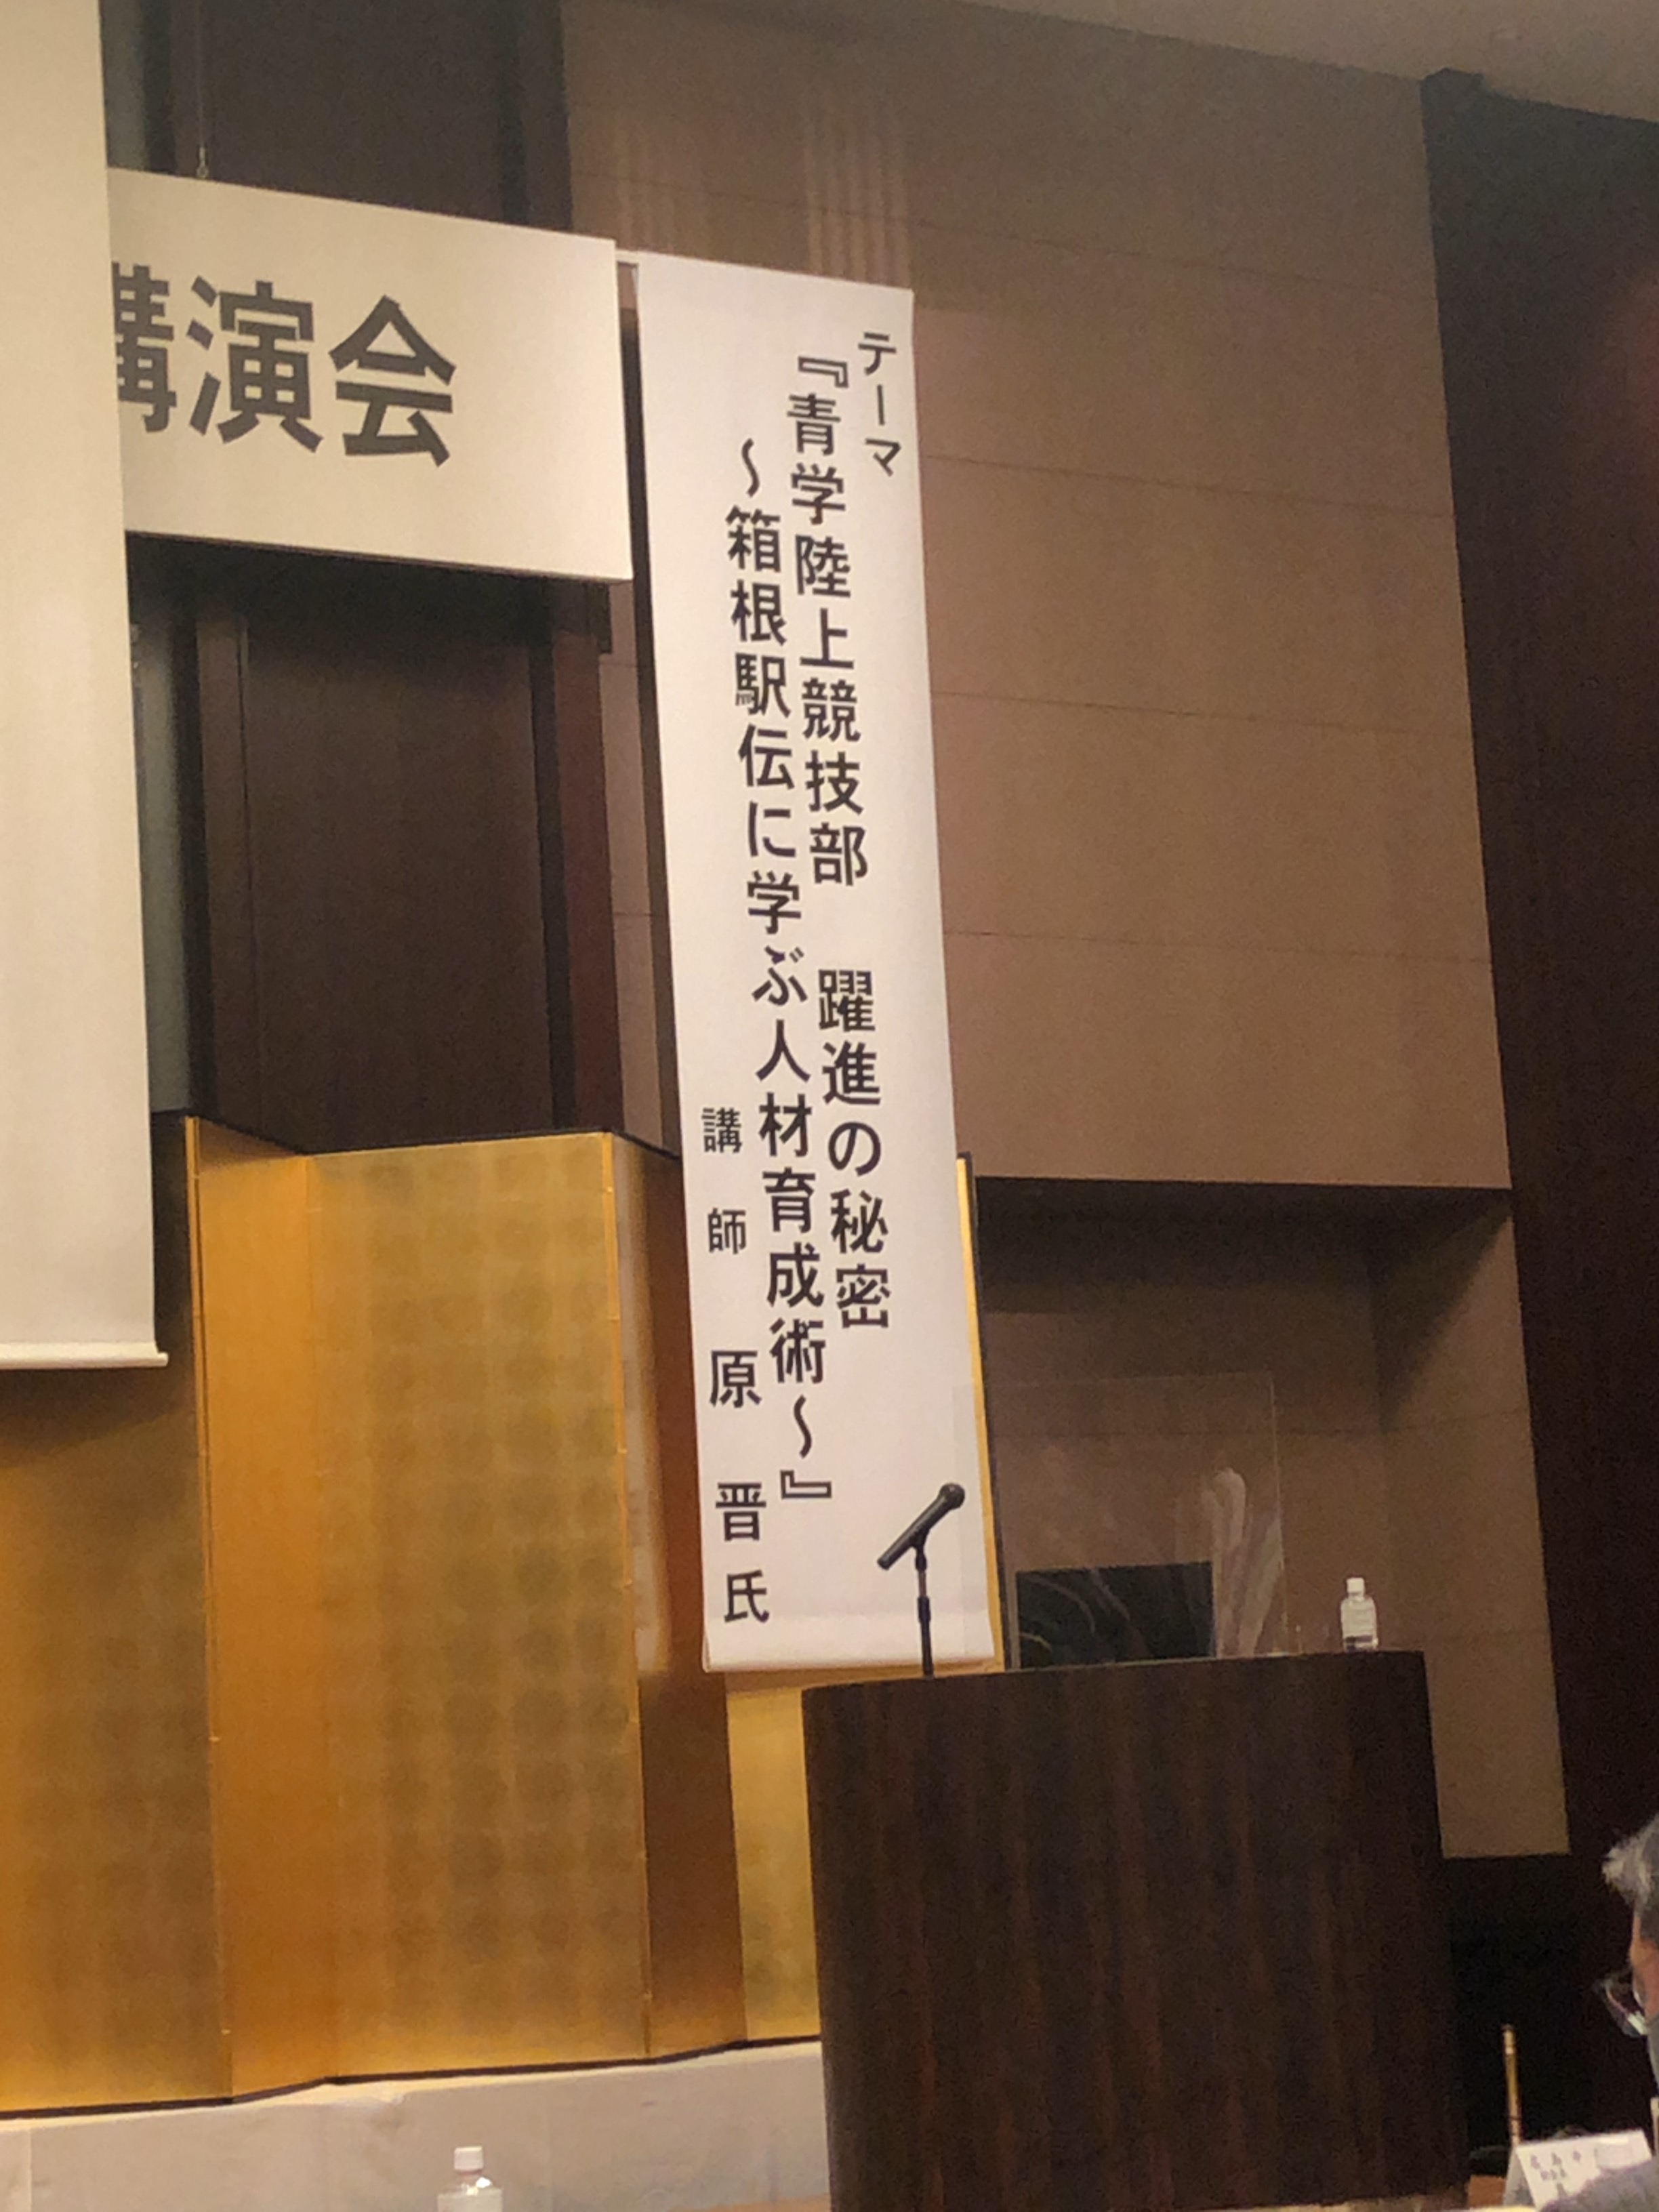 講演会
テーマ
『青学陸上競技部　躍進の秘密
～箱根駅伝に学ぶ人材育成術～』
講師　原　晋氏